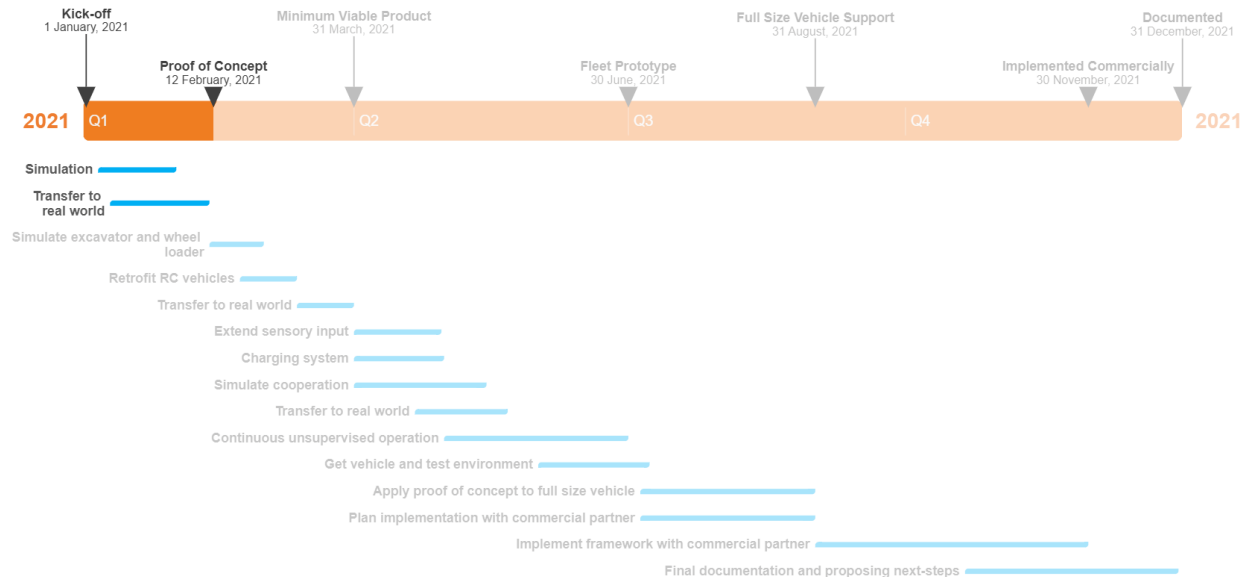 Kick-off
1 January, 2021
Minimum Viable Product
31 March, 2021
Full Size Vehicle Support
31 August, 2021
Documented
31 December, 2021
Proof of Concept
12 February, 2021
Fleet Prototype
30 June, 2021
Implemented Commercially
30 November, 2021
2021 Q1 Q2 Q3 Q4 2021
Simulation
Transfer to
real world
Simulate excavator and wheel
loader
Retrofit RC vehicles
Transfer to real world
Extend sensory input
Charging system
Simulate cooperation
Transfer to real world
Continuous unsupervised operation
Get vehicle and test environment
Apply proof of concept to full size vehicle
Plan implementation with commercial partner
Implement framework with commercial partner
Final documentation and proposing next-steps